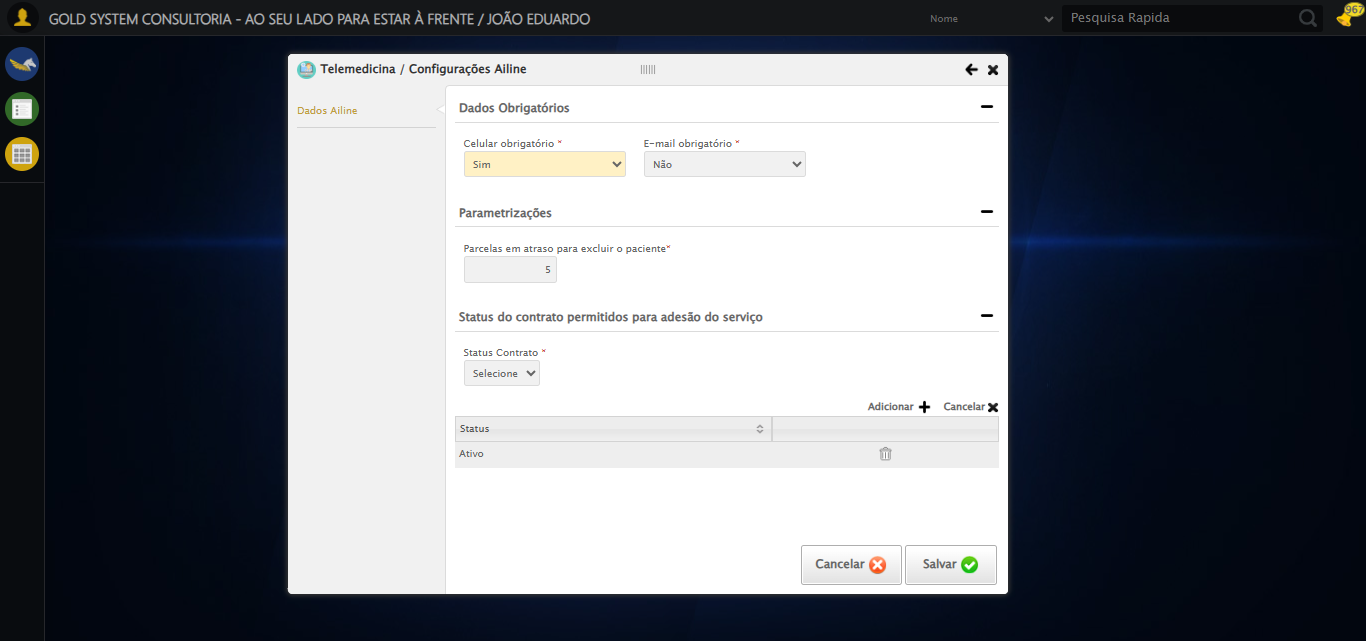 GOLD SYSTEM CONSULTORIA - AO SEU LADO PARA ESTAR À FRENTE / JOÃO EDUARDO
Nome
Pesquisa Rapida
967
Telemedicina / Configurações Ailine
Dados Ailine
Dados Obrigatórios
Celular obrigatório * E-mail obrigatório *
Sim Não
Parametrizações
Parcelas em atraso para excluir o paciente*
5
Status do contrato permitidos para adesão do serviço
Status Contrato *
Selecione
Adicionar Cancelar
Status
Ativo
Cancelar Salvar